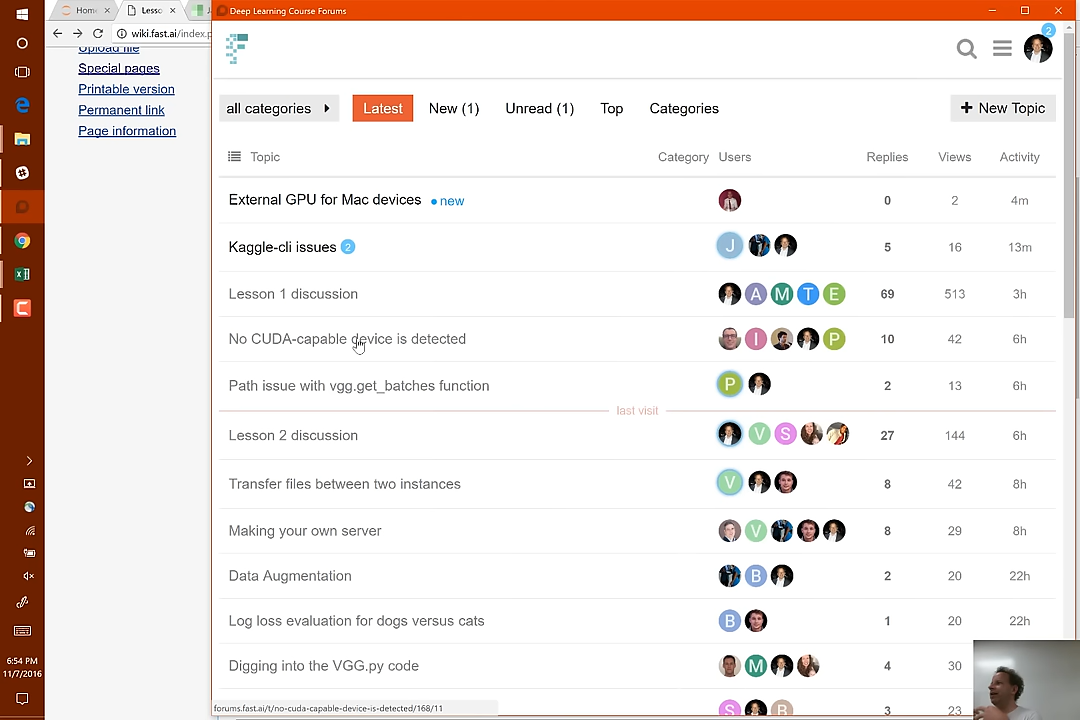 Home
Lesso
wiki.fast.ai/index.p
Upload file
Special pages
Printable version
Permanent link
Page information
6:54 PM
11/7/2016
Deep Learning Course Forums
2
all categories
Latest
New (1)
Unread (1)
Top
Categories
+ New Topic
Topic Category Users Replies Views Activity
External GPU for Mac devices • new 0 2 4m
Kaggle-cli issues 2 J 5 16 13m
Lesson 1 discussion A M T E 69 513 3h
No CUDA-capable device is detected I P 10 42 6h
Path issue with vgg.get_batches function P 2 13 6h
last visit
Lesson 2 discussion V S 27 144 6h
Transfer files between two instances V 8 42 8h
Making your own server V 8 29 8h
Data Augmentation B 2 20 22h
Log loss evaluation for dogs versus cats B 1 20 22h
Digging into the VGG.py code M 4 30
S B 3 23
forums.fast.ai/t/no-cuda-capable-device-is-detected/168/11